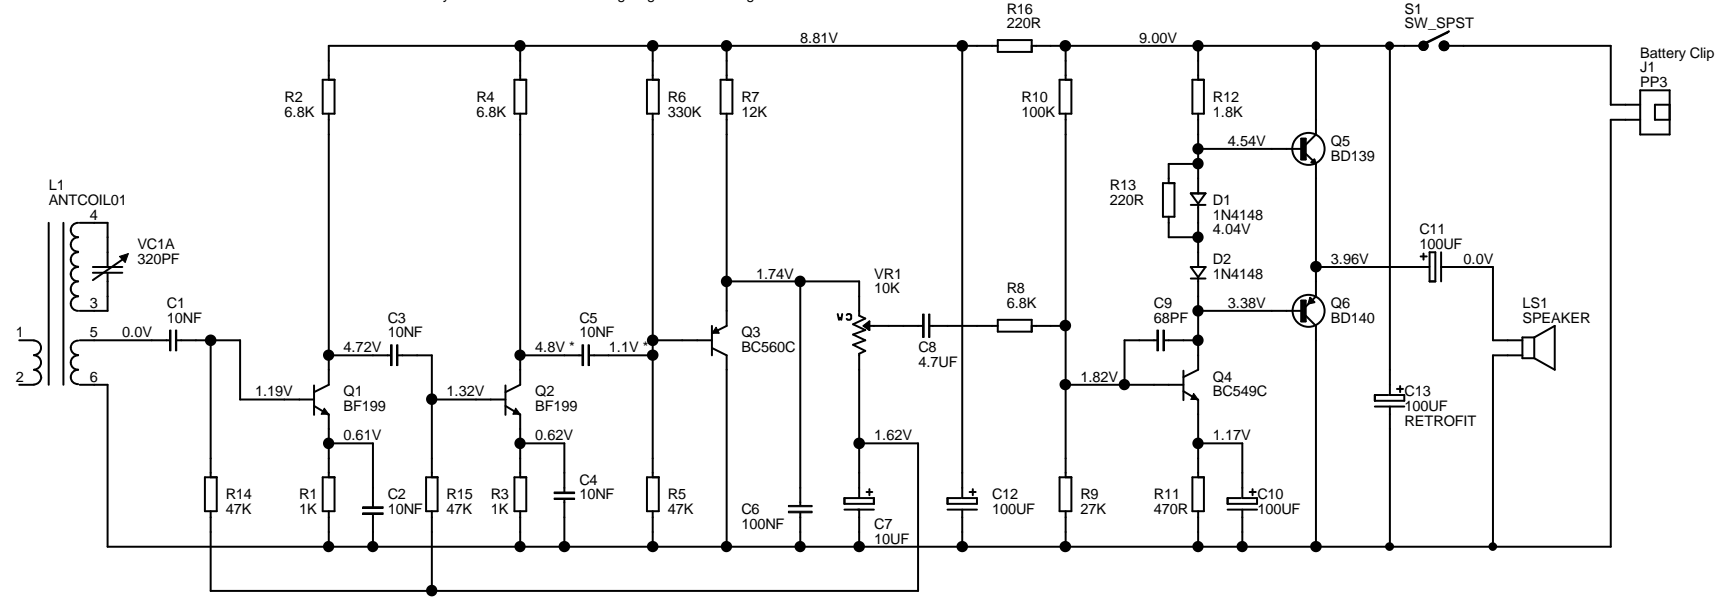 R16
220R
S1
SW_SPST
8.81V
9.00V
Battery Clip
J1
PP3
R2
6.8K
R4
6.8K
R6
330K
R7
12K
R10
100K
R12
1.8K
4.54V
Q5
BD139
L1
ANTCOIL01
4
VC1A
320PF
3
R13
220R
D1
1N4148
4.04V
D2
1N4148
C11
100UF
+
3.96V
0.0V
1.74V
VR1
10K
CW
R8
6.8K
C9
68PF
3.38V
Q6
BD140
LS1
SPEAKER
1
2
5
6
0.0V
C1
10NF
C3
10NF
4.72V
C5
10NF
4.8V *
1.1V *
Q3
BC560C
C8
4.7UF
1.19V
Q1
BF199
1.32V
Q2
BF199
1.82V
Q4
BC549C
+
C13
100UF
RETROFIT
0.61V
0.62V
1.62V
1.17V
R14
47K
R1
1K
C2
10NF
R15
47K
R3
1K
C4
10NF
R5
47K
C6
100NF
+
C7
10UF
+
C12
100UF
R9
27K
R11
470R
+
C10
100UF